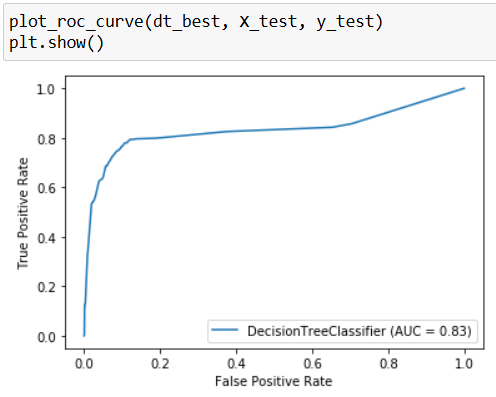 plot_roc_curve(dt_best, X_test, y_test)
plt.show()
1.0
0.8
0.6
0.4
0.2
0.0
True Positive Rate
DecisionTreeClassifier (AUC = 0.83)
0.0 0.2 0.4 0.6 0.8 1.0
False Positive Rate